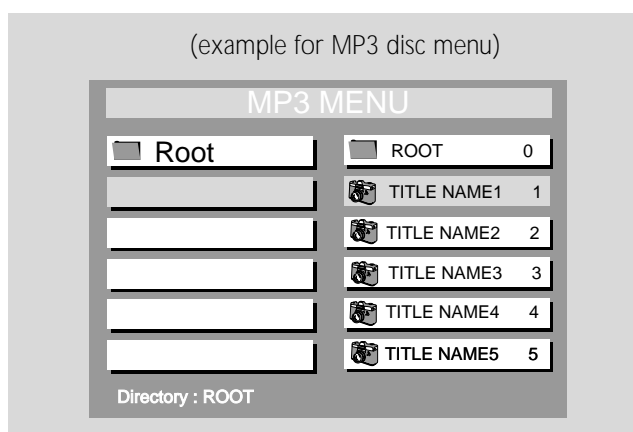 (example for MP3 disc menu)
MP3 MENU
Root
ROOT 0
TITLE NAME1 1
TITLE NAME2 2
TITLE NAME3 3
TITLE NAME4 4
TITLE NAME5 5
Directory : ROOT